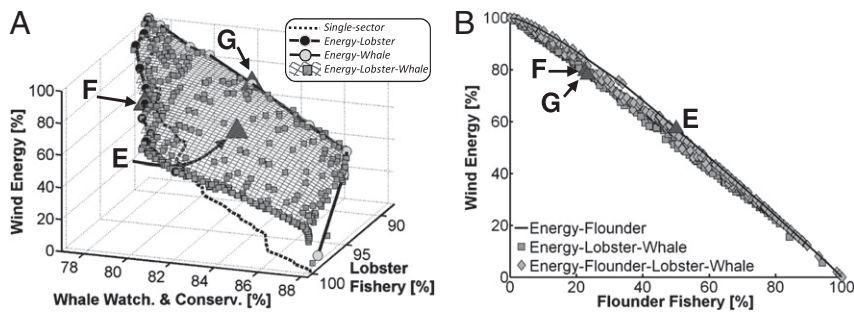 A
Single-sector
Energy-Lobster
Energy-Whale
Energy-Lobster-Whale
G
F
E
Wind Energy [%]
100
80
60
40
20
0
78
80
82
84
86
88
Whale Watch. & Conserv. [%]
90
95
100
Lobster
Fishery [%]
B
Wind Energy [%]
100
80
60
40
20
0
F
G
E
Energy-Flounder
Energy-Lobster-Whale
Energy-Flounder-Lobster-Whale
0 20 40 60 80 100
Flounder Fishery [%]